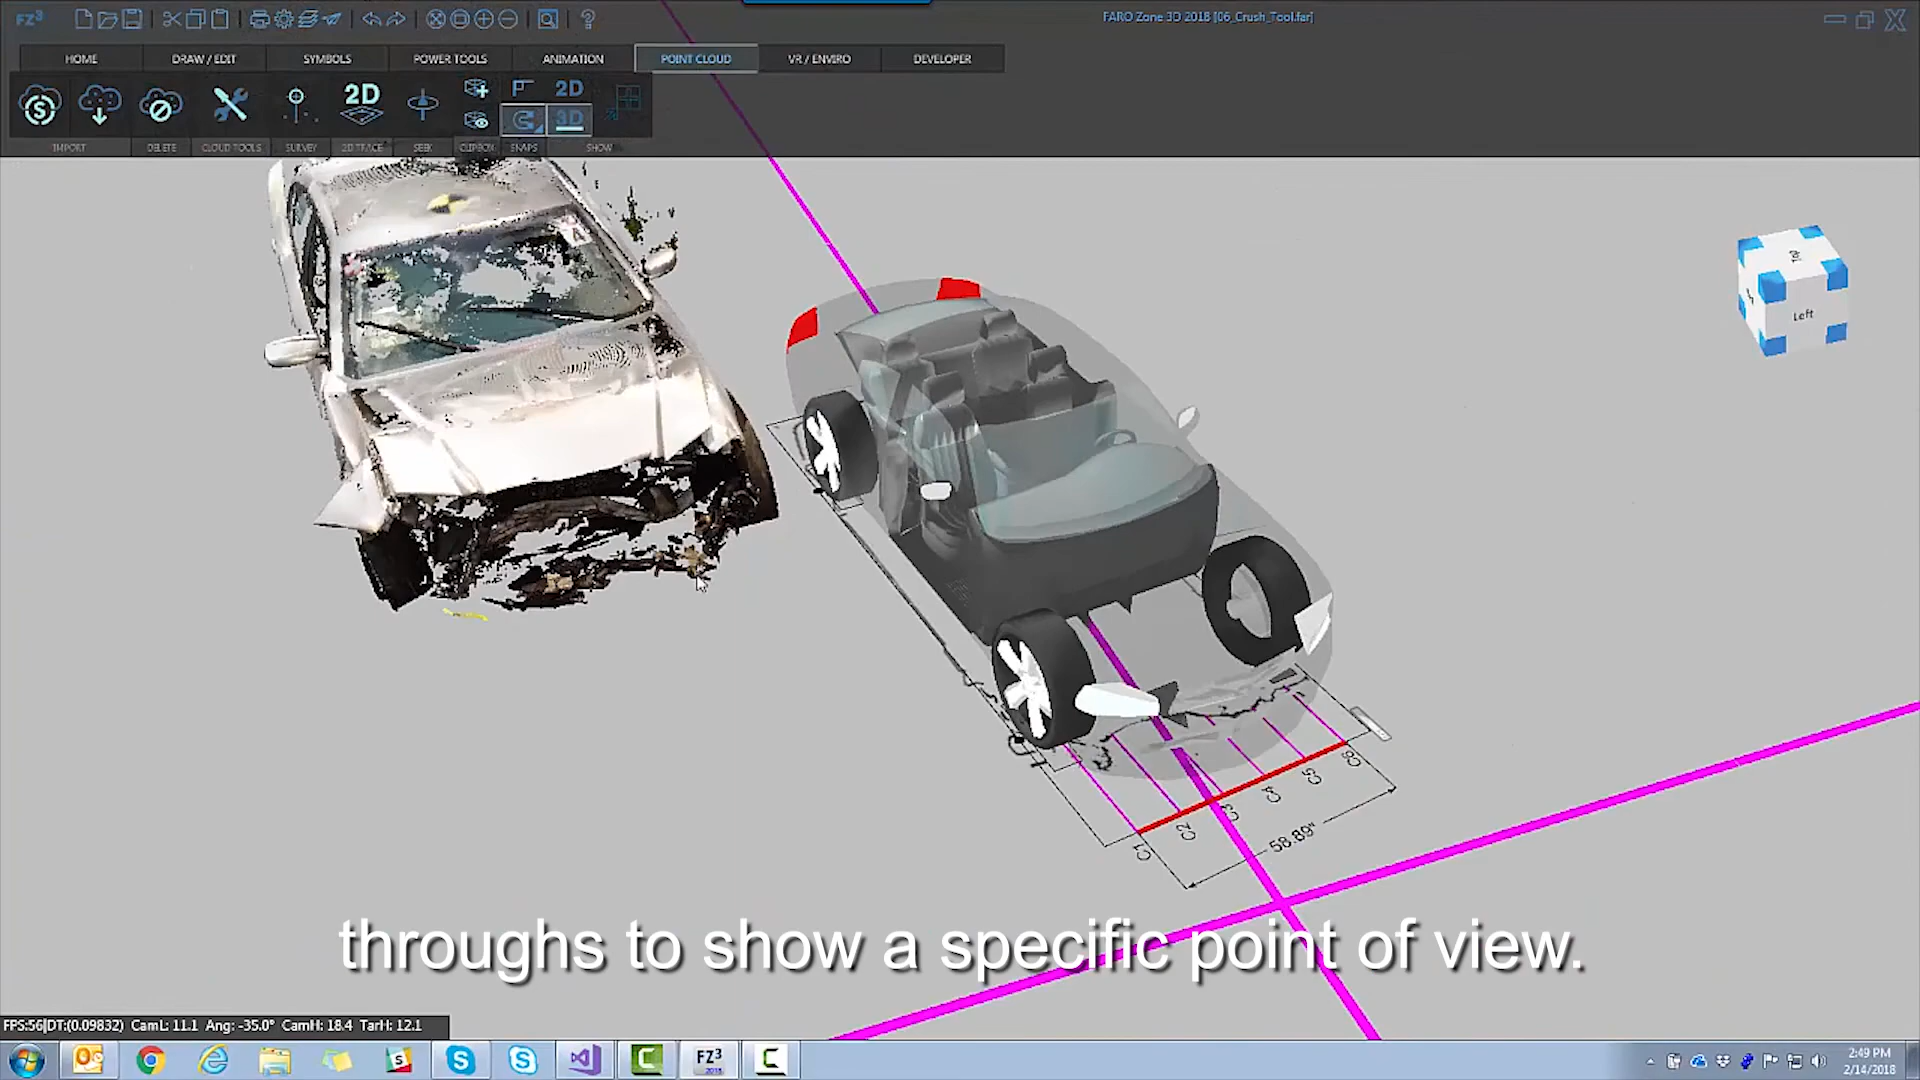 FZ³
FARO Zone 3D 2018 [06_Crush_Tool.far]
HOME
DRAW / EDIT
SYMBOLS
POWER TOOLS
ANIMATION
POINT CLOUD
VR / ENVIRO
DEVELOPER
2D
2D
3D
IMPORT
DELETE
CLOUD TOOLS
SURVEY
2D TRACE
SEEK
CLIPBOX
SNAPS
SHOW
Top
Left
C1
C2
C3
C4
C5
C6
58.89"
throughs to show a specific point of view.
FPS:56|DT:(0.09832) CamL: 11.1 Ang: -35.0° CamH: 18.4 TarH: 12.1
FZ3
2018
2:49 PM
2/14/2018